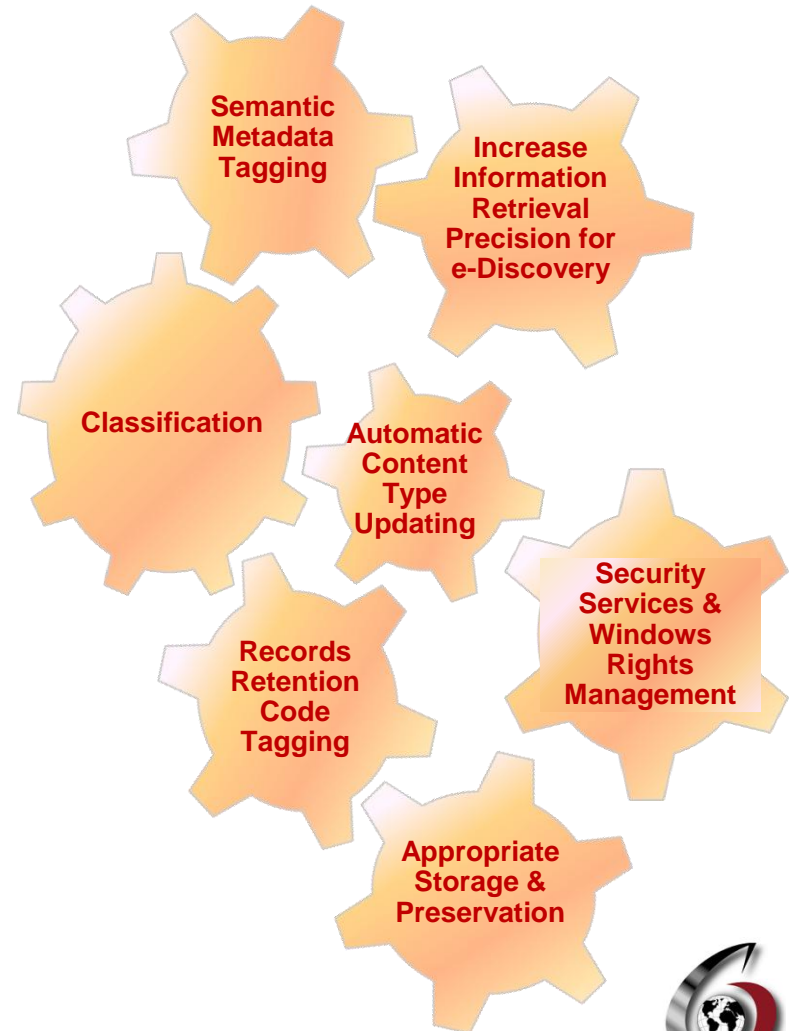 Semantic
Metadata
Tagging
Increase
Information
Retrieval
Precision for
e-Discovery
Classification
Automatic
Content
Type
Updating
Security
Services &
Windows
Rights
Management
Records
Retention
Code
Tagging
Appropriate
Storage &
Preservation